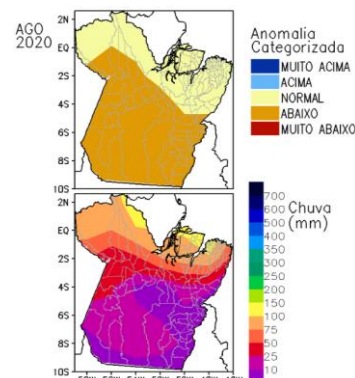 AGO
2020
2N
EQ
2S
4S
6S
8S
10S
Anomalia
Categorizada
MUITO ACIMA
ACIMA
NORMAL
ABAIXO
MUITO ABAIXO
2N
EQ
2S
4S
6S
8S
10S
Chuva
(mm)
700
500
400
300
250
200
150
100
75
50
25
10